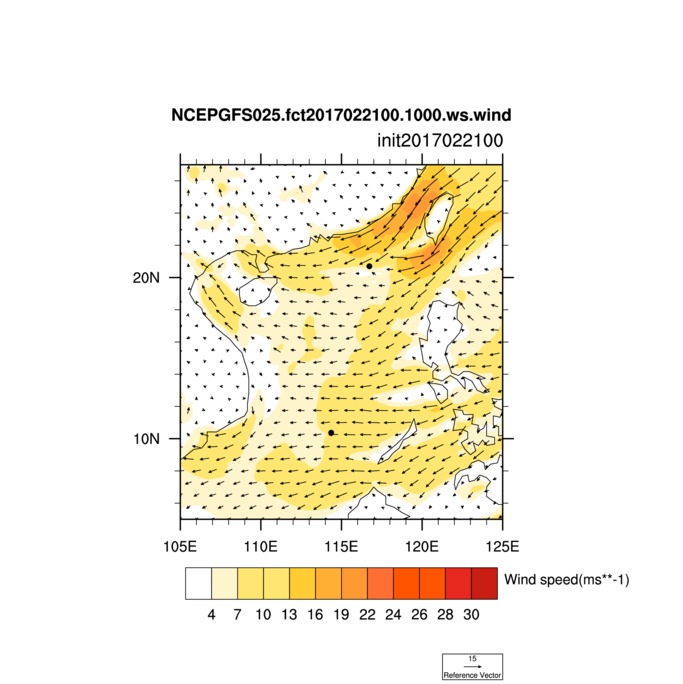 NCEPGFS025.fct2017022100.1000.ws.wind
init2017022100
20N
10N
105E 110E 115E 120E 125E
Wind speed(ms**-1)
4 7 10 13 16 19 22 24 26 28 30
15
Reference Vector